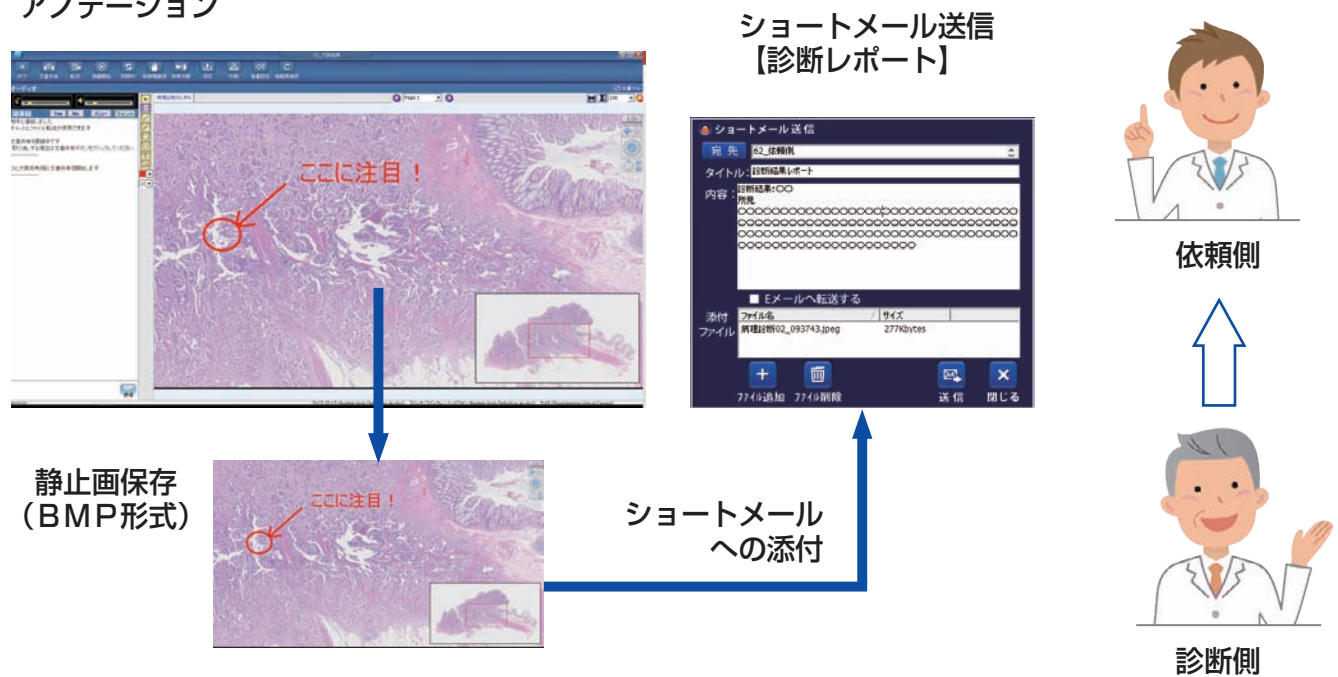 アノテーション
ショートメール送信
【診断レポート】
Page 1
Yes
No
ここに注目！
ショートメール送信
宛 先
62_依頼側
タイトル：
診断結果レポート
内容：
診断結果:〇〇
所見
〇〇〇〇〇〇〇〇〇〇〇〇〇〇〇〇〇〇〇〇〇〇〇〇〇〇〇〇〇〇〇〇〇〇
〇〇〇〇〇〇〇〇〇〇〇〇〇〇〇〇〇〇〇〇〇〇〇〇〇〇〇〇〇〇〇〇〇〇
〇〇〇〇〇〇〇〇〇〇〇〇〇〇〇〇〇〇〇〇〇〇〇〇〇〇〇〇〇〇〇〇〇〇
〇〇〇〇〇〇〇〇〇〇〇〇〇〇〇〇〇〇〇〇〇
Eメールへ転送する
添付
ファイル
ファイル名 / サイズ
病理診断02_093743.jpeg 277Kbytes
ファイル追加 ファイル削除 送 信 閉じる
依頼側
静止画保存
（ＢＭＰ形式）
ここに注目！
ショートメール
への添付
診断側